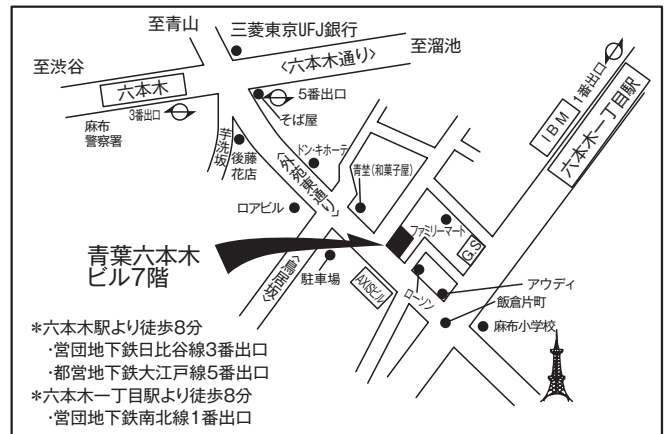 至青山
三菱東京UFJ銀行
至渋谷
〈六本木通り〉
至溜池
六本木
3番出口
麻布
警察署
5番出口
そば屋
芋洗坂
後藤
花店
ドン・キホーテ
〈外苑東通り〉
青埜(和菓子屋)
IBM
1番出口
六本木一丁目駅
ロアビル
ファミリーマート
G.S
青葉六本木
ビル7階
〈鳥居坂〉
駐車場
AXISビル
ローソン
アウディ
飯倉片町
麻布小学校
*六本木駅より徒歩8分
・営団地下鉄日比谷線3番出口
・都営地下鉄大江戸線5番出口
*六本木一丁目駅より徒歩8分
・営団地下鉄南北線1番出口